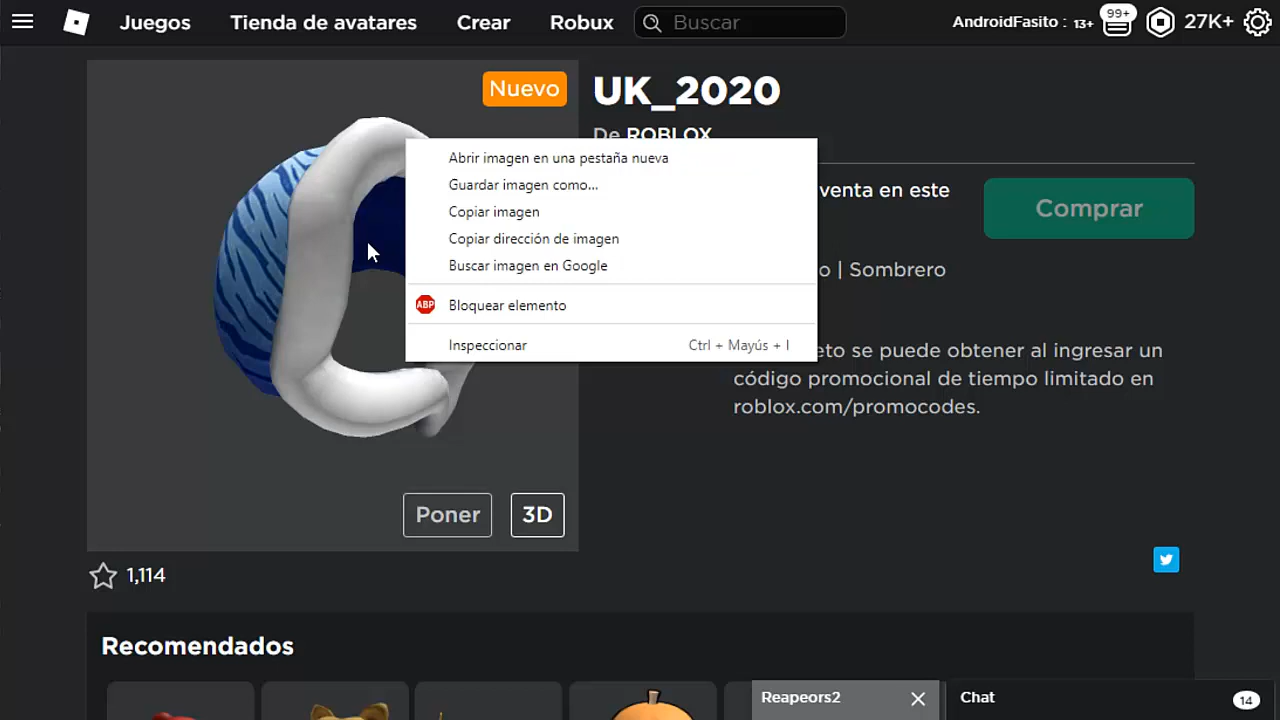 Juegos Tienda de avatares Crear Robux Buscar AndroidFasito : 13+ 99+ 27K+
Nuevo
UK_2020
De ROBLOX
Abrir imagen en una pestaña nueva
Guardar imagen como...
Copiar imagen
Copiar dirección de imagen
Buscar imagen en Google
ABP Bloquear elemento
Inspeccionar Ctrl + Mayús + I
venta en este
Comprar
o | Sombrero
eto se puede obtener al ingresar un
código promocional de tiempo limitado en
roblox.com/promocodes.
Poner 3D
1,114
Recomendados
Reapeors2
Chat 14